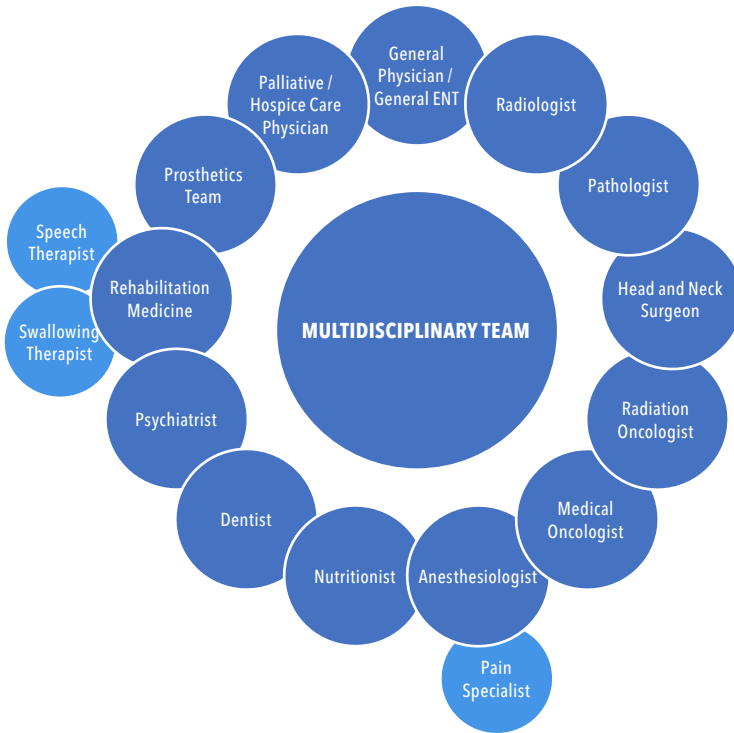 General
Physician /
General ENT
Radiologist
Pathologist
Head and Neck
Surgeon
Radiation
Oncologist
Medical
Oncologist
Anesthesiologist
Pain
Specialist
Nutritionist
Dentist
Psychiatrist
Rehabilitation
Medicine
Swallowing
Therapist
Speech
Therapist
Prosthetics
Team
Palliative /
Hospice Care
Physician
MULTIDISCIPLINARY TEAM